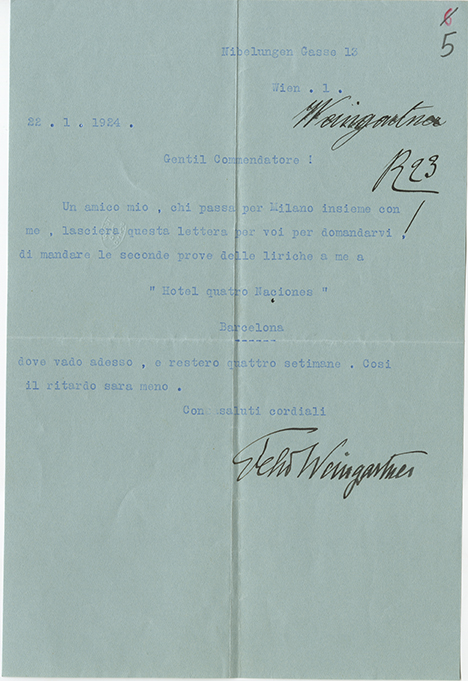 6
5
Nibelungen Gasse 13
Wien . 1 .
Weingartner
22 . 1 . 1924 .
Gentil Commendatore !
R23
Un amico mio , chi passa per Milano insieme con
me , lasciera questa lettera per voi per domandarvi ,
di mandare le seconde prove delle liriche a me a
" Hotel quatro Naciones "
Barcelona
dove vado adesso , e restero quattro setimane . Cosi
il ritardo sara meno .
Con saluti cordiali
Felix Weingartner